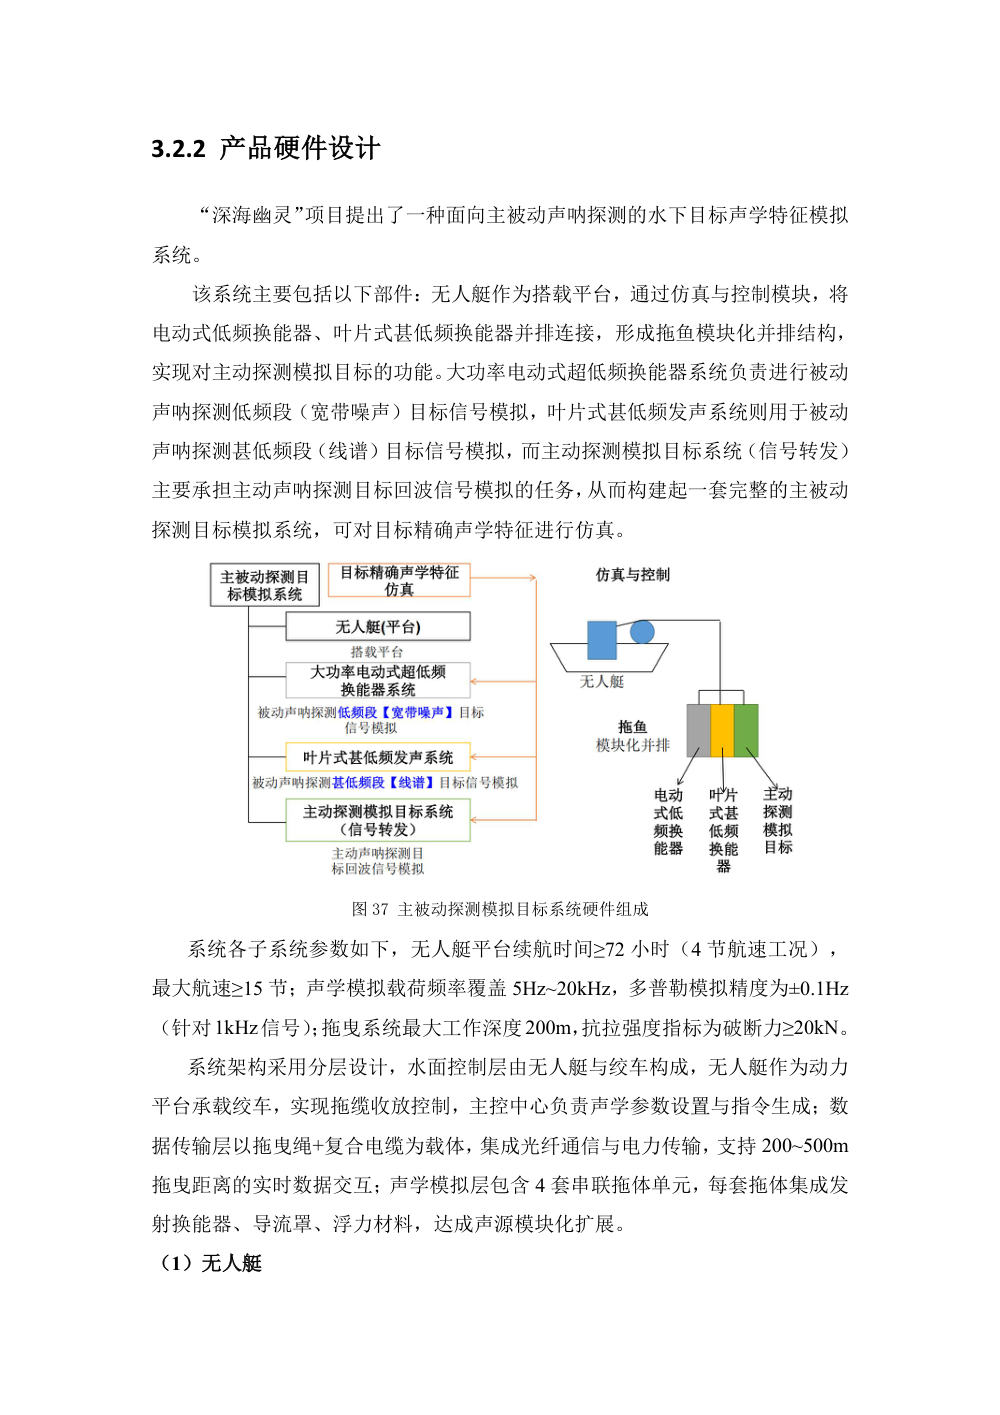 3.2.2 产品硬件设计
“深海幽灵”项目提出了一种面向主被动声呐探测的水下目标声学特征模拟
系统。
该系统主要包括以下部件：无人艇作为搭载平台，通过仿真与控制模块，将
电动式低频换能器、叶片式甚低频换能器并排连接，形成拖鱼模块化并排结构，
实现对主动探测模拟目标的功能。大功率电动式超低频换能器系统负责进行被动
声呐探测低频段（宽带噪声）目标信号模拟，叶片式甚低频发声系统则用于被动
声呐探测甚低频段（线谱）目标信号模拟，而主动探测模拟目标系统（信号转发）
主要承担主动声呐探测目标回波信号模拟的任务，从而构建起一套完整的主被动
探测目标模拟系统，可对目标精确声学特征进行仿真。
主被动探测目
标模拟系统
目标精确声学特征
仿真
无人艇(平台)
搭载平台
大功率电动式超低频
换能器系统
被动声呐探测低频段【宽带噪声】目标
信号模拟
叶片式甚低频发声系统
被动声呐探测甚低频段【线谱】目标信号模拟
主动探测模拟目标系统
（信号转发）
主动声呐探测目
标回波信号模拟
仿真与控制
无人艇
拖鱼
模块化并排
电动
式低
频换
能器
叶片
式甚
低频
换能
器
主动
探测
模拟
目标
图 37 主被动探测模拟目标系统硬件组成
系统各子系统参数如下，无人艇平台续航时间≥72 小时（4 节航速工况），
最大航速≥15 节；声学模拟载荷频率覆盖 5Hz~20kHz，多普勒模拟精度为±0.1Hz
（针对 1kHz 信号）；拖曳系统最大工作深度 200m，抗拉强度指标为破断力≥20kN。
系统架构采用分层设计，水面控制层由无人艇与绞车构成，无人艇作为动力
平台承载绞车，实现拖缆收放控制，主控中心负责声学参数设置与指令生成；数
据传输层以拖曳绳+复合电缆为载体，集成光纤通信与电力传输，支持 200~500m
拖曳距离的实时数据交互；声学模拟层包含 4 套串联拖体单元，每套拖体集成发
射换能器、导流罩、浮力材料，达成声源模块化扩展。
（1）无人艇